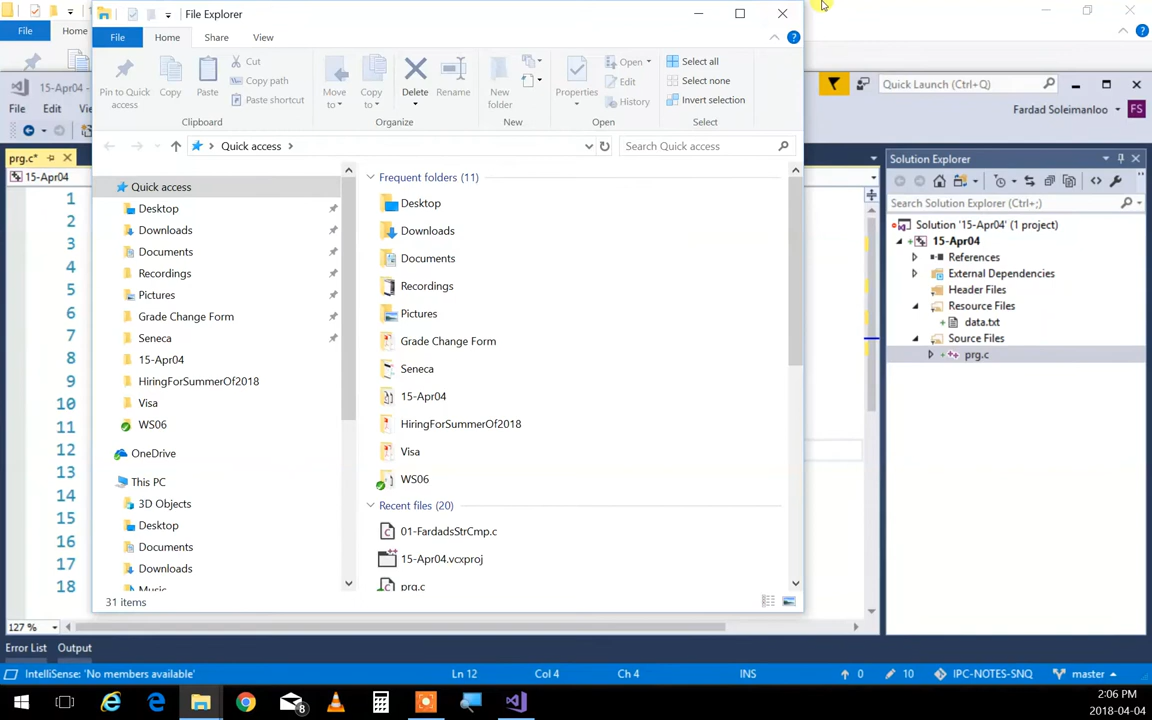 File Explorer
File Home Share View
File Home
Pin to Quick access
Copy
Paste
Cut
Copy path
Paste shortcut
Clipboard
Move to
Copy to
Delete
Rename
Organize
New folder
New
Properties
Open
Edit
History
Open
Select all
Select none
Invert selection
Select
Quick access
Search Quick access
Quick access
Desktop
Downloads
Documents
Recordings
Pictures
Grade Change Form
Seneca
15-Apr04
HiringForSummerOf2018
Visa
WS06
OneDrive
This PC
3D Objects
Desktop
Documents
Downloads
Music
Frequent folders (11)
Desktop
Downloads
Documents
Recordings
Pictures
Grade Change Form
Seneca
15-Apr04
HiringForSummerOf2018
Visa
WS06
Recent files (20)
01-FardadsStrCmp.c
15-Apr04.vcxproj
prg.c
31 items
15-Apr04 -
File Edit
Quick Launch (Ctrl+Q)
Fardad Soleimanloo FS
prg.c*
15-Apr04
1
2
3
4
5
6
7
8
9
10
11
12
13
14
15
16
17
18
127 %
Solution Explorer
Search Solution Explorer (Ctrl+;)
Solution '15-Apr04' (1 project)
15-Apr04
References
External Dependencies
Header Files
Resource Files
data.txt
Source Files
prg.c
Error List Output
IntelliSense: 'No members available' Ln 12 Col 4 Ch 4 INS 0 10 IPC-NOTES-SNQ master
8
2:06 PM
2018-04-04